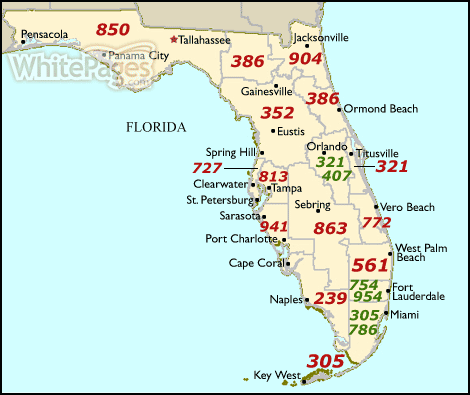 850
Pensacola
Tallahassee
Jacksonville
Panama City
WhitePages
.com
386
904
Gainesville
386
352
Ormond Beach
FLORIDA
Eustis
Spring Hill
Orlando
Titusville
321
407
321
727
813
Clearwater
Tampa
St. Petersburg
Sebring
Vero Beach
Sarasota
941
863
772
Port Charlotte
West Palm
Beach
Cape Coral
561
754
954
Fort
Lauderdale
Naples
239
305
786
Miami
305
Key West